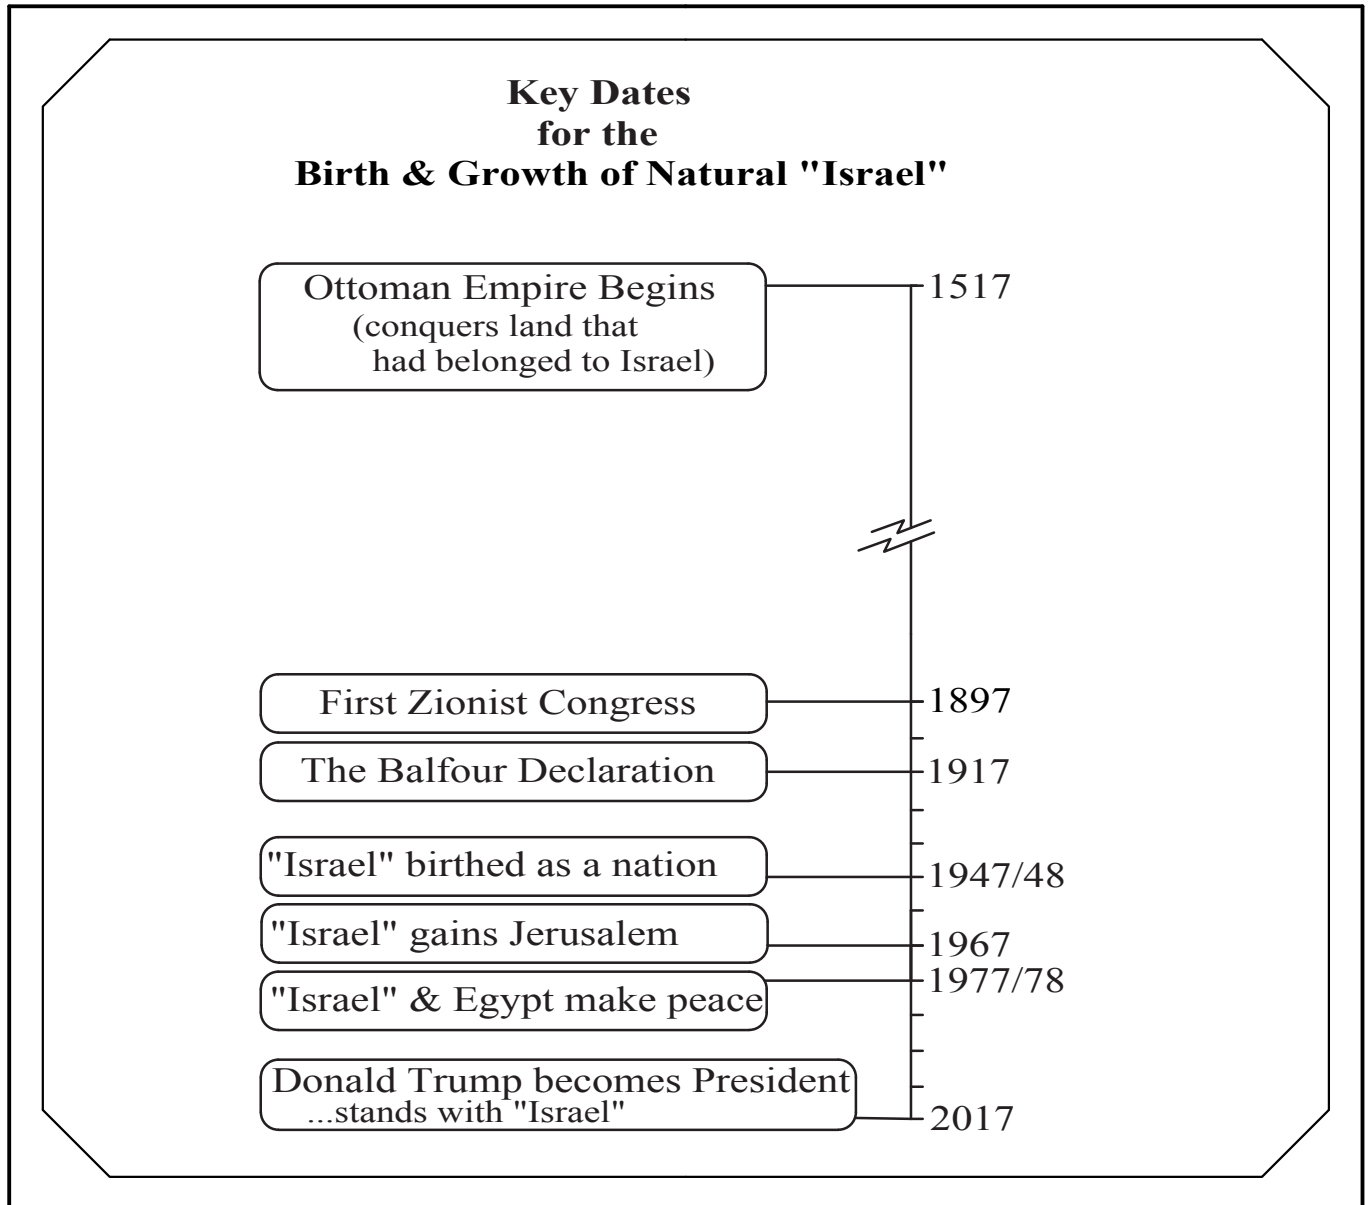 Key Dates
for the
Birth & Growth of Natural "Israel"
Ottoman Empire Begins
(conquers land that
had belonged to Israel)
1517
First Zionist Congress
1897
The Balfour Declaration
1917
"Israel" birthed as a nation
1947/48
"Israel" gains Jerusalem
1967
"Israel" & Egypt make peace
1977/78
Donald Trump becomes President
...stands with "Israel"
2017